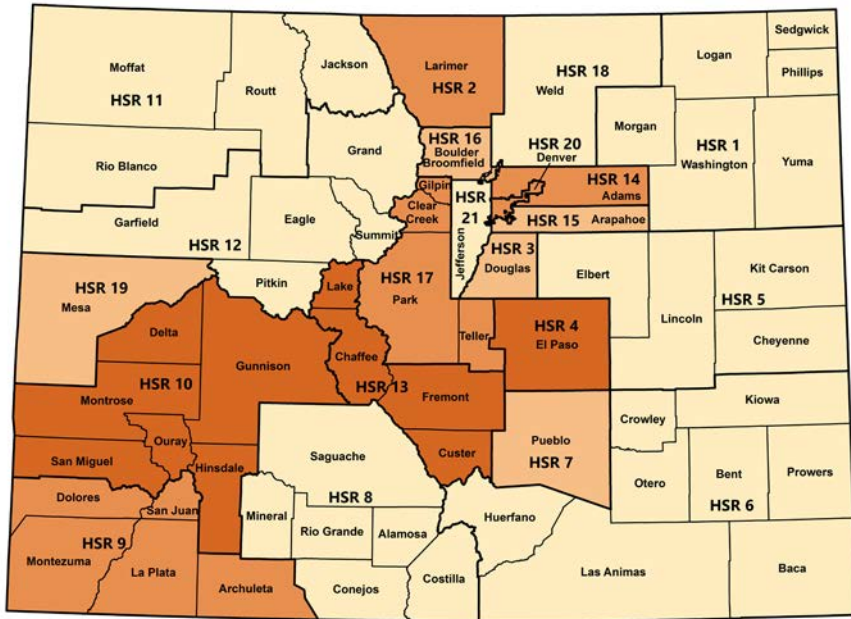 Sedgwick
Logan
Phillips
Jackson
Larimer
HSR 2
Moffat
HSR 11
Routt
HSR 18
Weld
Morgan
HSR 1
Washington
Yuma
HSR 16
Boulder
Broomfield
HSR 20
Denver
Grand
Rio Blanco
Gilpin
Clear
Creek
HSR
21
Jefferson
HSR 14
Adams
HSR 15
Arapahoe
Garfield
HSR 12
Eagle
Summit
HSR 3
Douglas
Elbert
Kit Carson
HSR 5
Pitkin
HSR 19
Mesa
Lake
HSR 17
Park
Lincoln
Cheyenne
Delta
Teller
HSR 4
El Paso
Gunnison
Chaffee
HSR 13
HSR 10
Montrose
Fremont
Kiowa
Crowley
Ouray
San Miguel
Hinsdale
Saguache
HSR 8
Custer
Pueblo
HSR 7
Otero
Bent
HSR 6
Prowers
Dolores
San Juan
Mineral
Rio Grande
Alamosa
Huerfano
HSR 9
Montezuma
La Plata
Archuleta
Conejos
Costilla
Las Animas
Baca